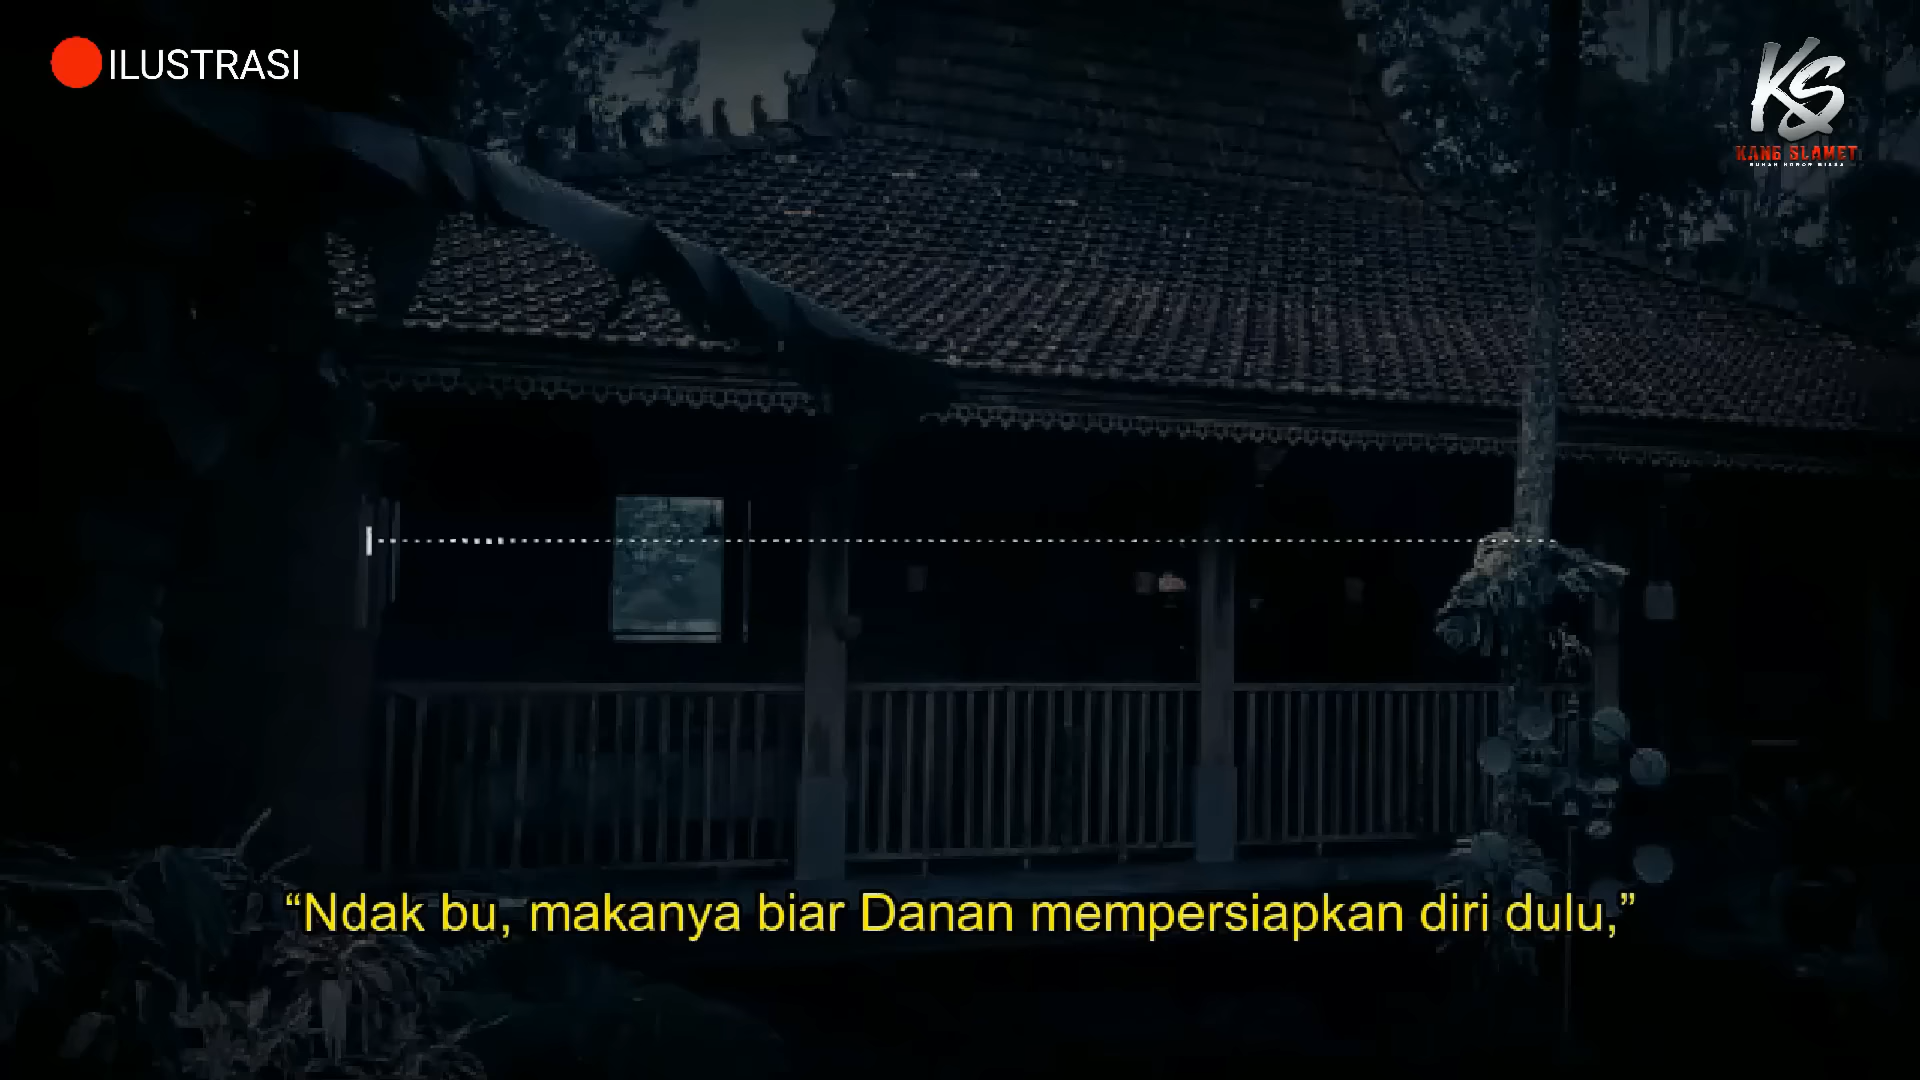 ILUSTRASI
KS
KANG SLAMET
“Ndak bu, makanya biar Danan mempersiapkan diri dulu,”